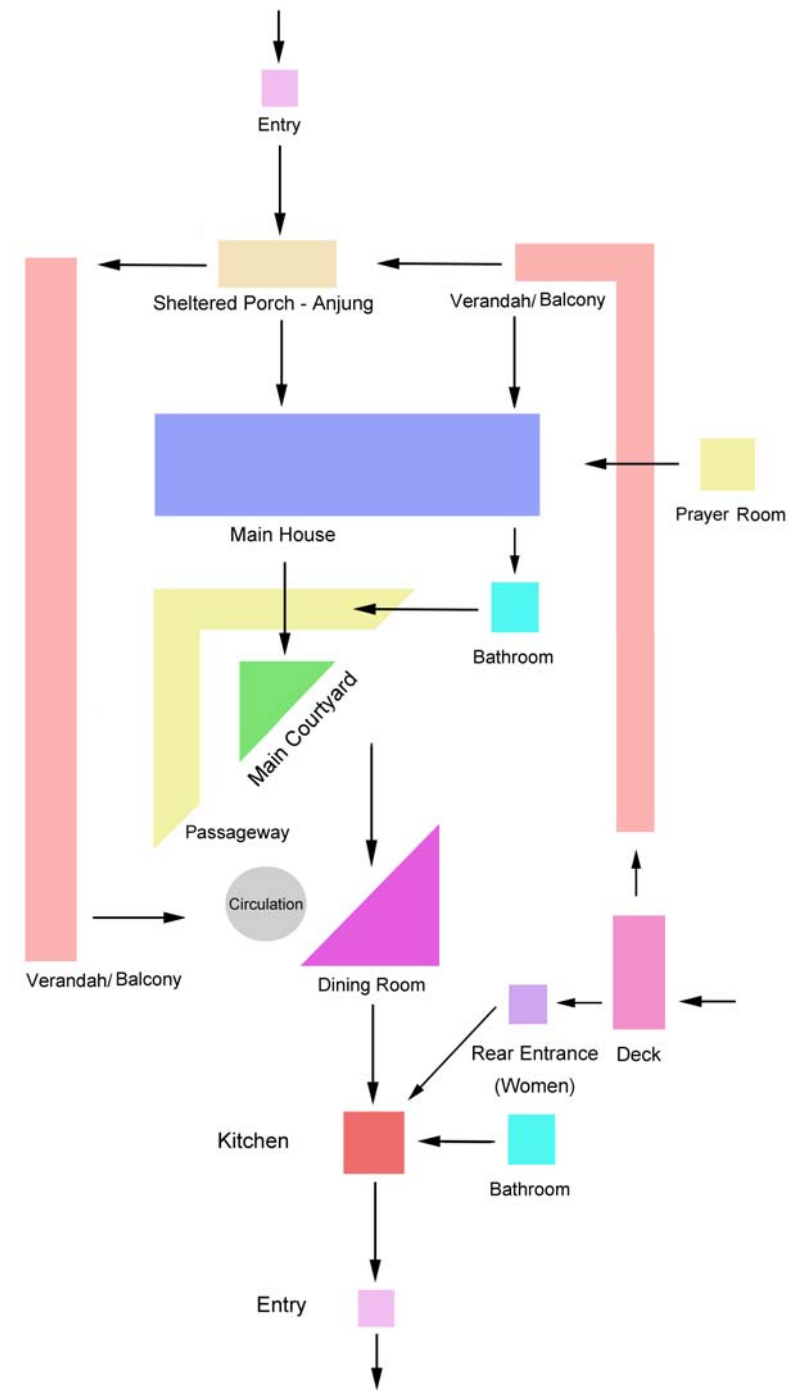 Entry
Sheltered Porch - Anjung
Verandah/ Balcony
Prayer Room
Main House
Bathroom
Main Courtyard
Passageway
Circulation
Verandah/ Balcony
Dining Room
Rear Entrance
(Women)
Deck
Kitchen
Bathroom
Entry